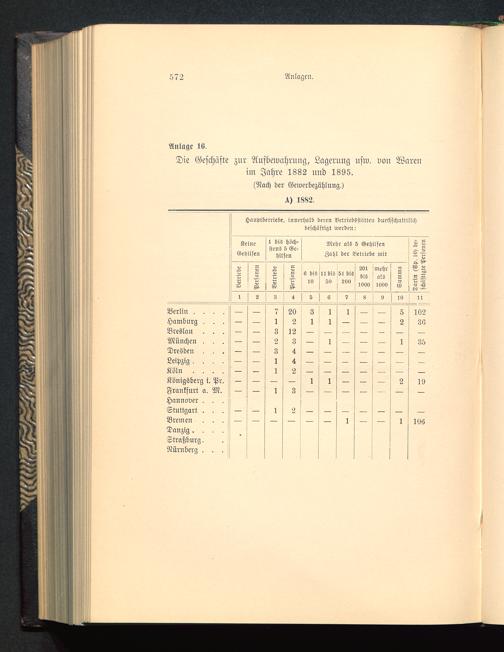 572 Anlagen.
Anlage 16.
Die Geschäfte zur Aufbewahrung, Lagerung usw. von Waren
im Jahre 1882 und 1895.
(Nach der Gewerbezählung.)
A) 1882.
Hauptbetriebe, innerhalb deren Betriebsstätten durchschnittlich
beschäftigt werden:
Keine Gehilfen
1 bis höchstens 5 Gehilfen
Mehr als 5 Gehilfen
Zahl der Betriebe mit
Betriebe Personen Betriebe Personen 6 bis 10 11 bis 50 51 bis 200 201 bis 1000 mehr als 1000 Summa Darin (Sp. 10) beschäftigte Personen
1 2 3 4 5 6 7 8 9 10 11
Berlin . . . . — — 7 20 3 1 1 — — 5 102
Hamburg . . . — — 1 2 1 1 — — — 2 36
Breslau . . . — — 3 12 — — — — — — —
München . . . — — 2 3 — 1 — — — 1 35
Dresden . . . — — 3 4 — — — — — — —
Leipzig . . . . — — 1 4 — — — — — — —
Köln . . . . — — 1 2 — — — — — — —
Königsberg i. Pr. — — — — 1 1 — — — 2 19
Frankfurt a. M. — — 1 3 — — — — — — —
Hannover . . .
Stuttgart . . . — — 1 2 — — — — — — —
Bremen . . . — — — — — — 1 — — 1 106
Danzig . . . .
Straßburg . .
Nürnberg . . .